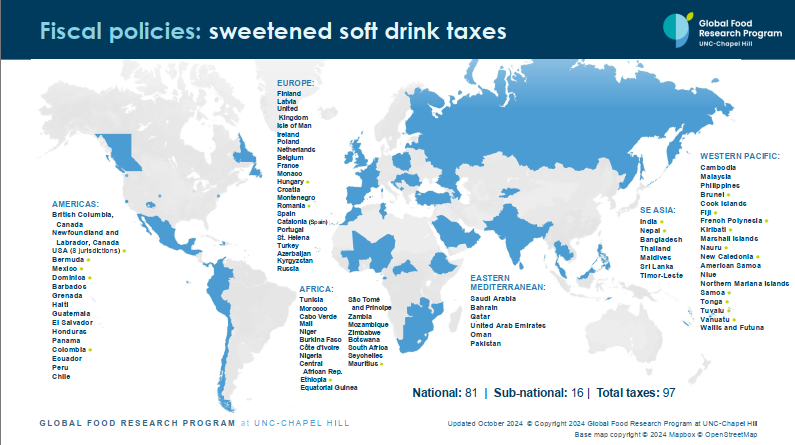 Fiscal policies: sweetened soft drink taxes
Global Food
Research Program
UNC-Chapel Hill
EUROPE:
Finland
Latvia
United
Kingdom
Isle of Man
Ireland
Poland
Netherlands
Belgium
France
Monaco
Hungary
Croatia
Montenegro
Romania
Spain
Catalonia (Spain)
Portugal
St. Helena
Turkey
Azerbaijan
Kyrgyzstan
Russia
AMERICAS:
British Columbia,
Canada
Newfoundland and
Labrador, Canada
USA (8 jurisdictions)
Bermuda
Mexico
Dominica
Barbados
Grenada
Haiti
Guatemala
El Salvador
Honduras
Panama
Colombia
Ecuador
Peru
Chile
AFRICA:
Tunisia
Morocco
Cabo Verde
Mali
Niger
Burkina Faso
Côte d'Ivoire
Nigeria
Central
African Rep.
Ethiopia
Equatorial Guinea
São Tomé
and Príncipe
Zambia
Mozambique
Zimbabwe
Botswana
South Africa
Seychelles
Mauritius
EASTERN
MEDITERRANEAN:
Saudi Arabia
Bahrain
Qatar
United Arab Emirates
Oman
Pakistan
SE ASIA:
India
Nepal
Bangladesh
Thailand
Maldives
Sri Lanka
Timor-Leste
WESTERN PACIFIC:
Cambodia
Malaysia
Philippines
Brunei
Cook Islands
Fiji
French Polynesia
Kiribati
Marshall Islands
Nauru
New Caledonia
American Samoa
Niue
Northern Mariana Islands
Samoa
Tonga
Tuvalu
Vanuatu
Wallis and Futuna
National: 81 | Sub-national: 16 | Total taxes: 97
GLOBAL FOOD RESEARCH PROGRAM at UNC-CHAPEL HILL
Updated October 2024 © Copyright 2024 Global Food Research Program at UNC-Chapel Hill
Base map copyright © 2024 Mapbox © OpenStreetMap